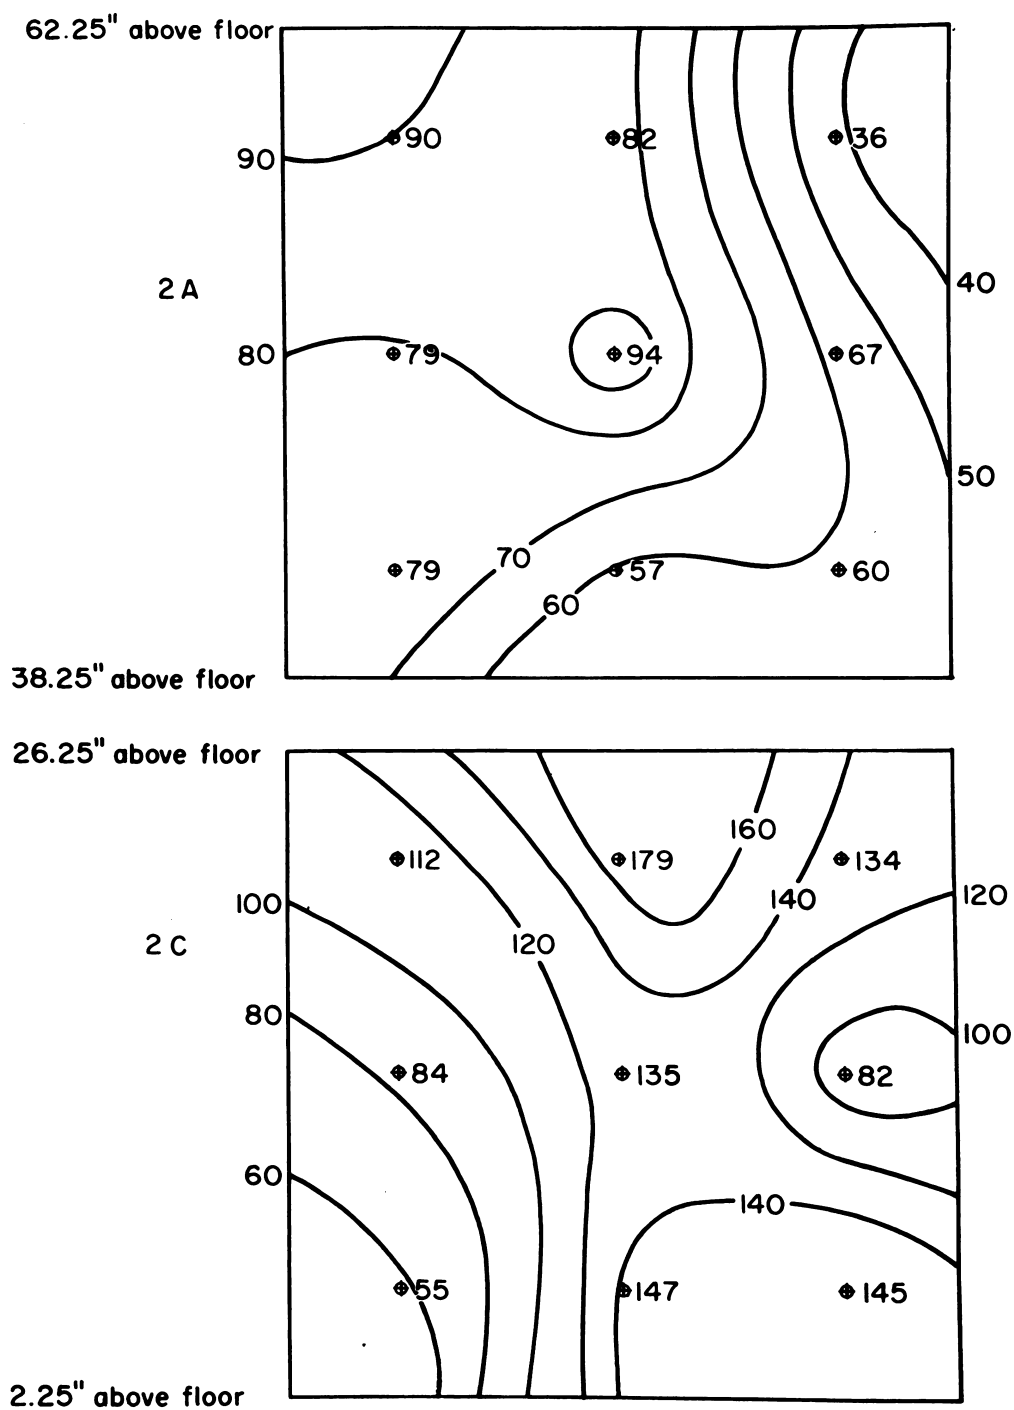 62.25" above floor
90 82 36
90
2 A
40
80 79 94 67
50
70
79 57 60
60
38.25" above floor
26.25" above floor
160
112 179 134
100 140 120
2 C 120
80 100
84 135 82
60
140
55 147 145
2.25" above floor